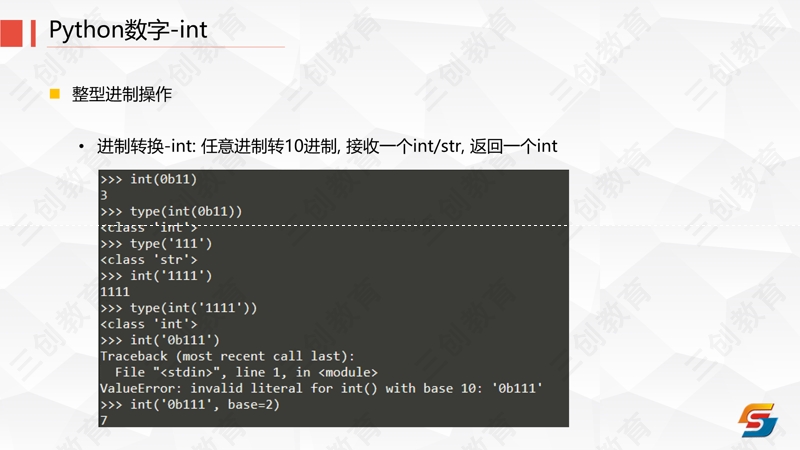 Python数字-int
整型进制操作
• 进制转换-int: 任意进制转10进制, 接收一个int/str, 返回一个int
>>> int(0b11)
3
>>> type(int(0b11))
<class 'int'>
>>> type('111')
<class 'str'>
>>> int('1111')
1111
>>> type(int('1111'))
<class 'int'>
>>> int('0b111')
Traceback (most recent call last):
  File "<stdin>", line 1, in <module>
ValueError: invalid literal for int() with base 10: '0b111'
>>> int('0b111', base=2)
7
三创教育